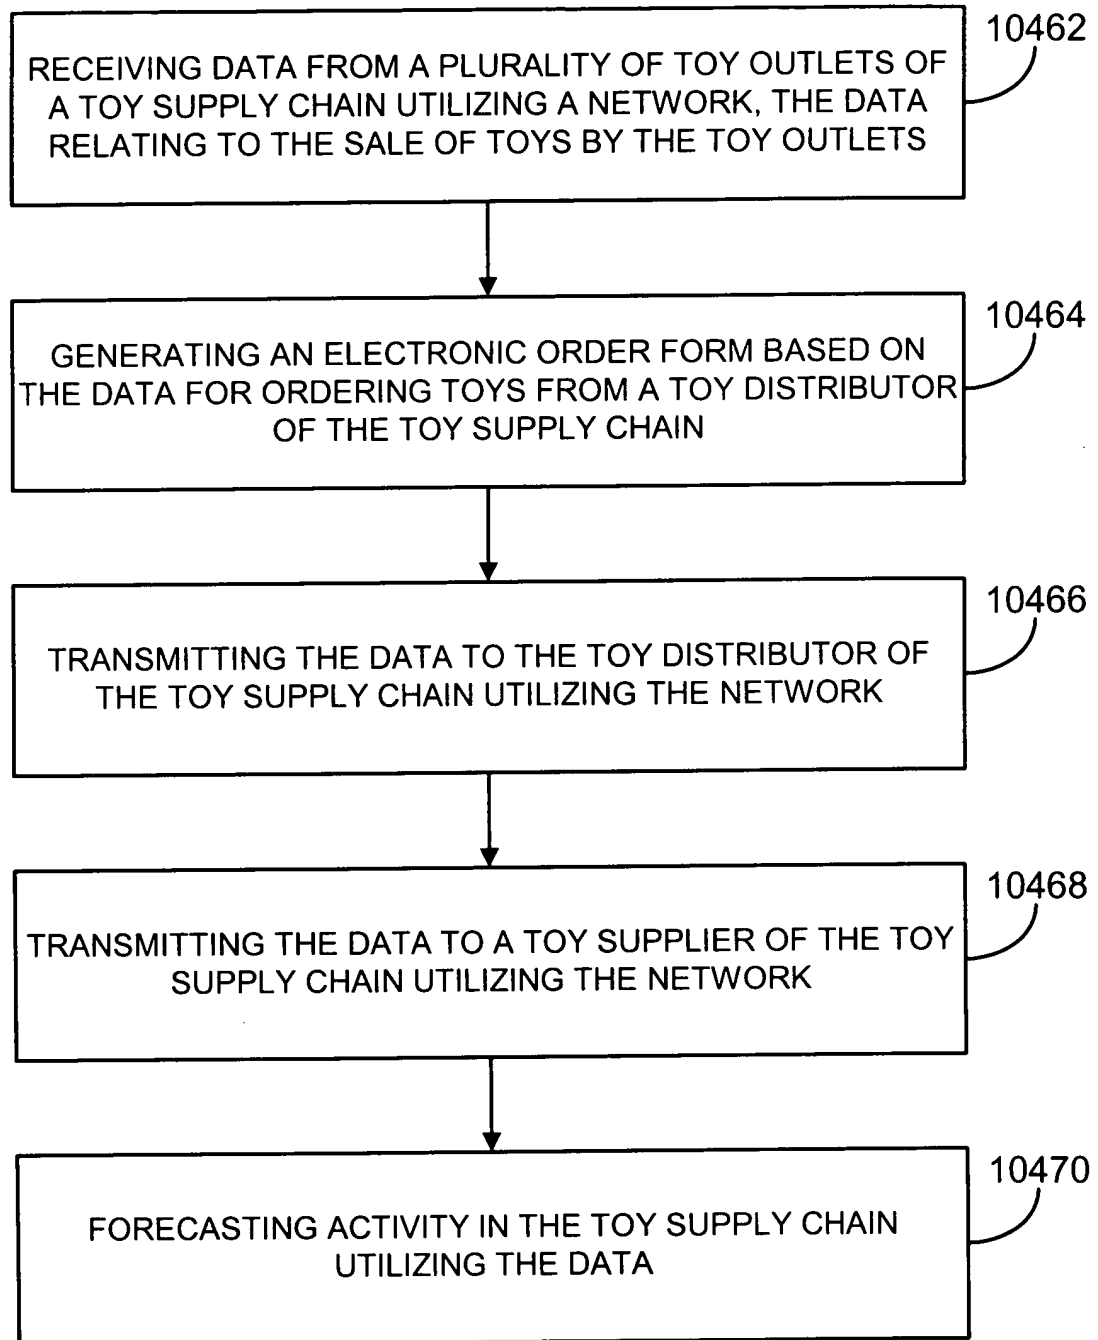 10462
RECEIVING DATA FROM A PLURALITY OF TOY OUTLETS OF
A TOY SUPPLY CHAIN UTILIZING A NETWORK, THE DATA
RELATING TO THE SALE OF TOYS BY THE TOY OUTLETS
10464
GENERATING AN ELECTRONIC ORDER FORM BASED ON
THE DATA FOR ORDERING TOYS FROM A TOY DISTRIBUTOR
OF THE TOY SUPPLY CHAIN
10466
TRANSMITTING THE DATA TO THE TOY DISTRIBUTOR OF
THE TOY SUPPLY CHAIN UTILIZING THE NETWORK
10468
TRANSMITTING THE DATA TO A TOY SUPPLIER OF THE TOY
SUPPLY CHAIN UTILIZING THE NETWORK
10470
FORECASTING ACTIVITY IN THE TOY SUPPLY CHAIN
UTILIZING THE DATA